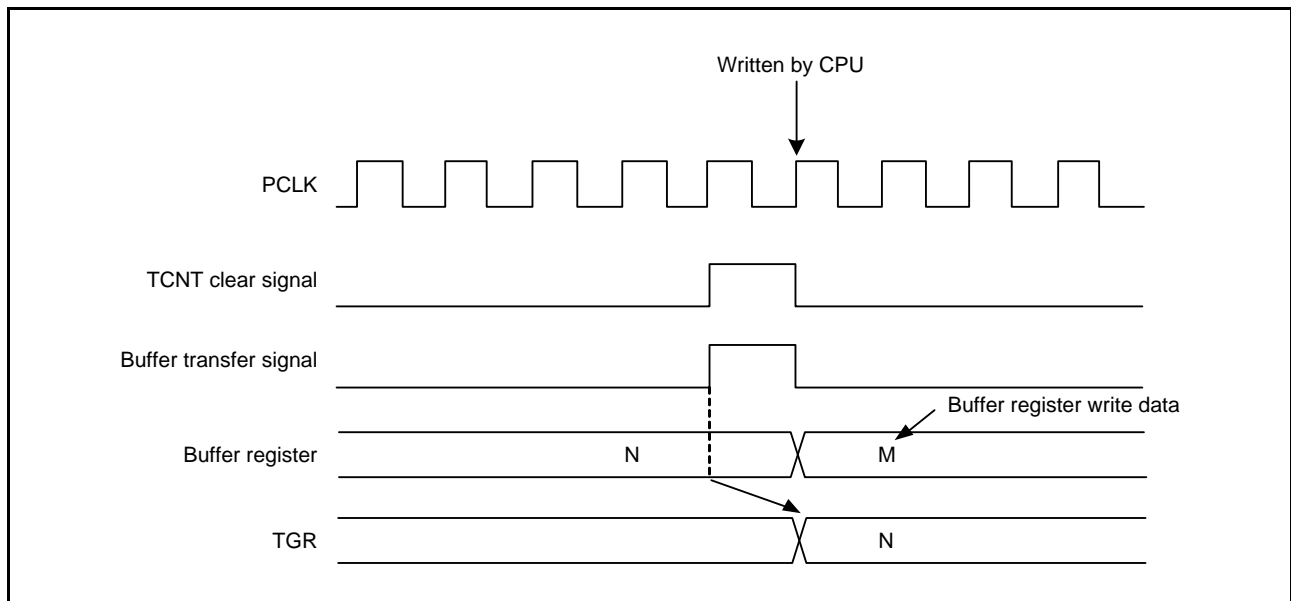 Written by CPU
PCLK
TCNT clear signal
Buffer transfer signal
Buffer register write data
Buffer register
N
M
TGR
N